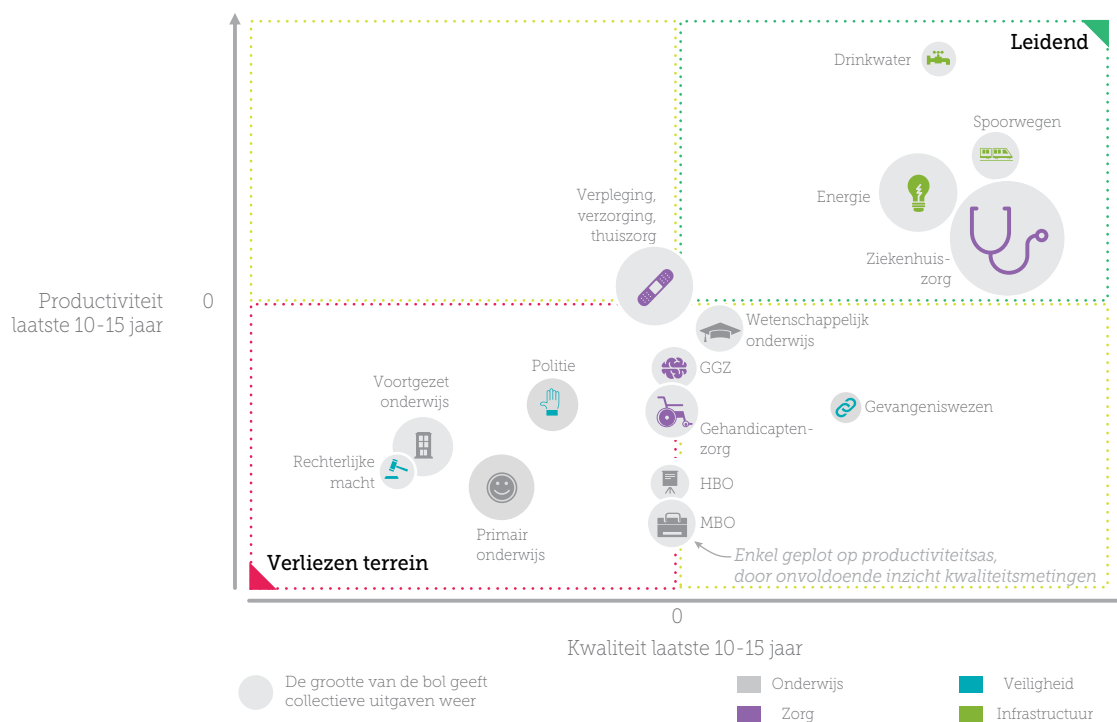 Leidend
Drinkwater
Spoorwegen
Energie
Ziekenhuis-
zorg
Verpleging,
verzorging,
thuiszorg
Productiviteit
laatste 10-15 jaar
0
Wetenschappelijk
onderwijs
Politie
GGZ
Voortgezet
onderwijs
Gevangeniswezen
Gehandicapten-
zorg
Rechterlijke
macht
HBO
Primair
onderwijs
MBO
Verliezen terrein
Enkel geplot op productiviteitsas,
door onvoldoende inzicht kwaliteitsmetingen
0
Kwaliteit laatste 10-15 jaar
De grootte van de bol geeft
collectieve uitgaven weer
Onderwijs
Zorg
Veiligheid
Infrastructuur